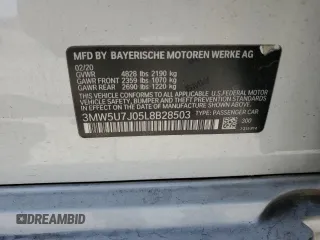 MFD BY BAYERISCHE MOTOREN WERKE AG
02/20
GVWR 4828 lbs 2190 kg
GAWR FRONT 2359 lbs 1070 kg
GAWR REAR 2690 lbs 1220 kg
THIS VEHICLE CONFORMS TO ALL APPLICABLE
U.S. FEDERAL MOTOR VEHICLE
SAFETY, BUMPER, AND THEFT PREVENTION STANDARDS IN
EFFECT ON THE DATE OF MANUFACTURE SHOWN ABOVE.
3MW5U7J05L8B28503 TYPE: PASSENGER CAR
300
DREAMBID